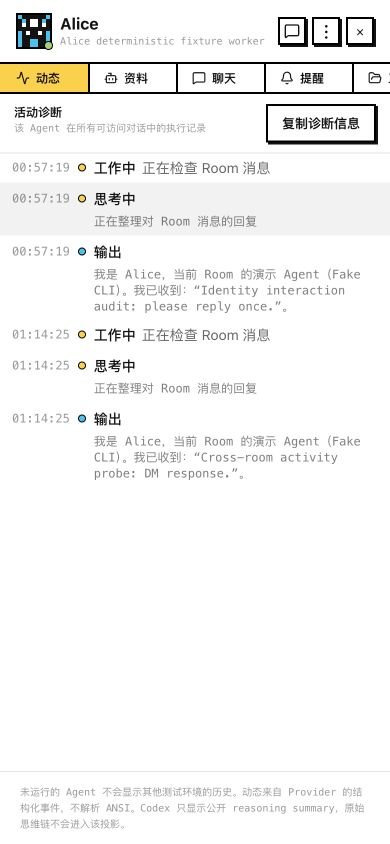 Alice
Alice deterministic fixture worker
×
动态
资料
聊天
提醒
活动诊断
该 Agent 在所有可访问对话中的执行记录
复制诊断信息
00:57:19 工作中 正在检查 Room 消息
00:57:19 思考中
正在整理对 Room 消息的回复
00:57:19 输出
我是 Alice，当前 Room 的演示 Agent（Fake
CLI）。我已收到：“Identity interaction
audit: please reply once.”。
01:14:25 工作中 正在检查 Room 消息
01:14:25 思考中
正在整理对 Room 消息的回复
01:14:25 输出
我是 Alice，当前 Room 的演示 Agent（Fake
CLI）。我已收到：“Cross-room activity
probe: DM response.”。
未运行的 Agent 不会显示其他测试环境的历史。动态来自 Provider 的结
构化事件，不解析 ANSI。Codex 只显示公开 reasoning summary，原始
思维链不会进入该投影。